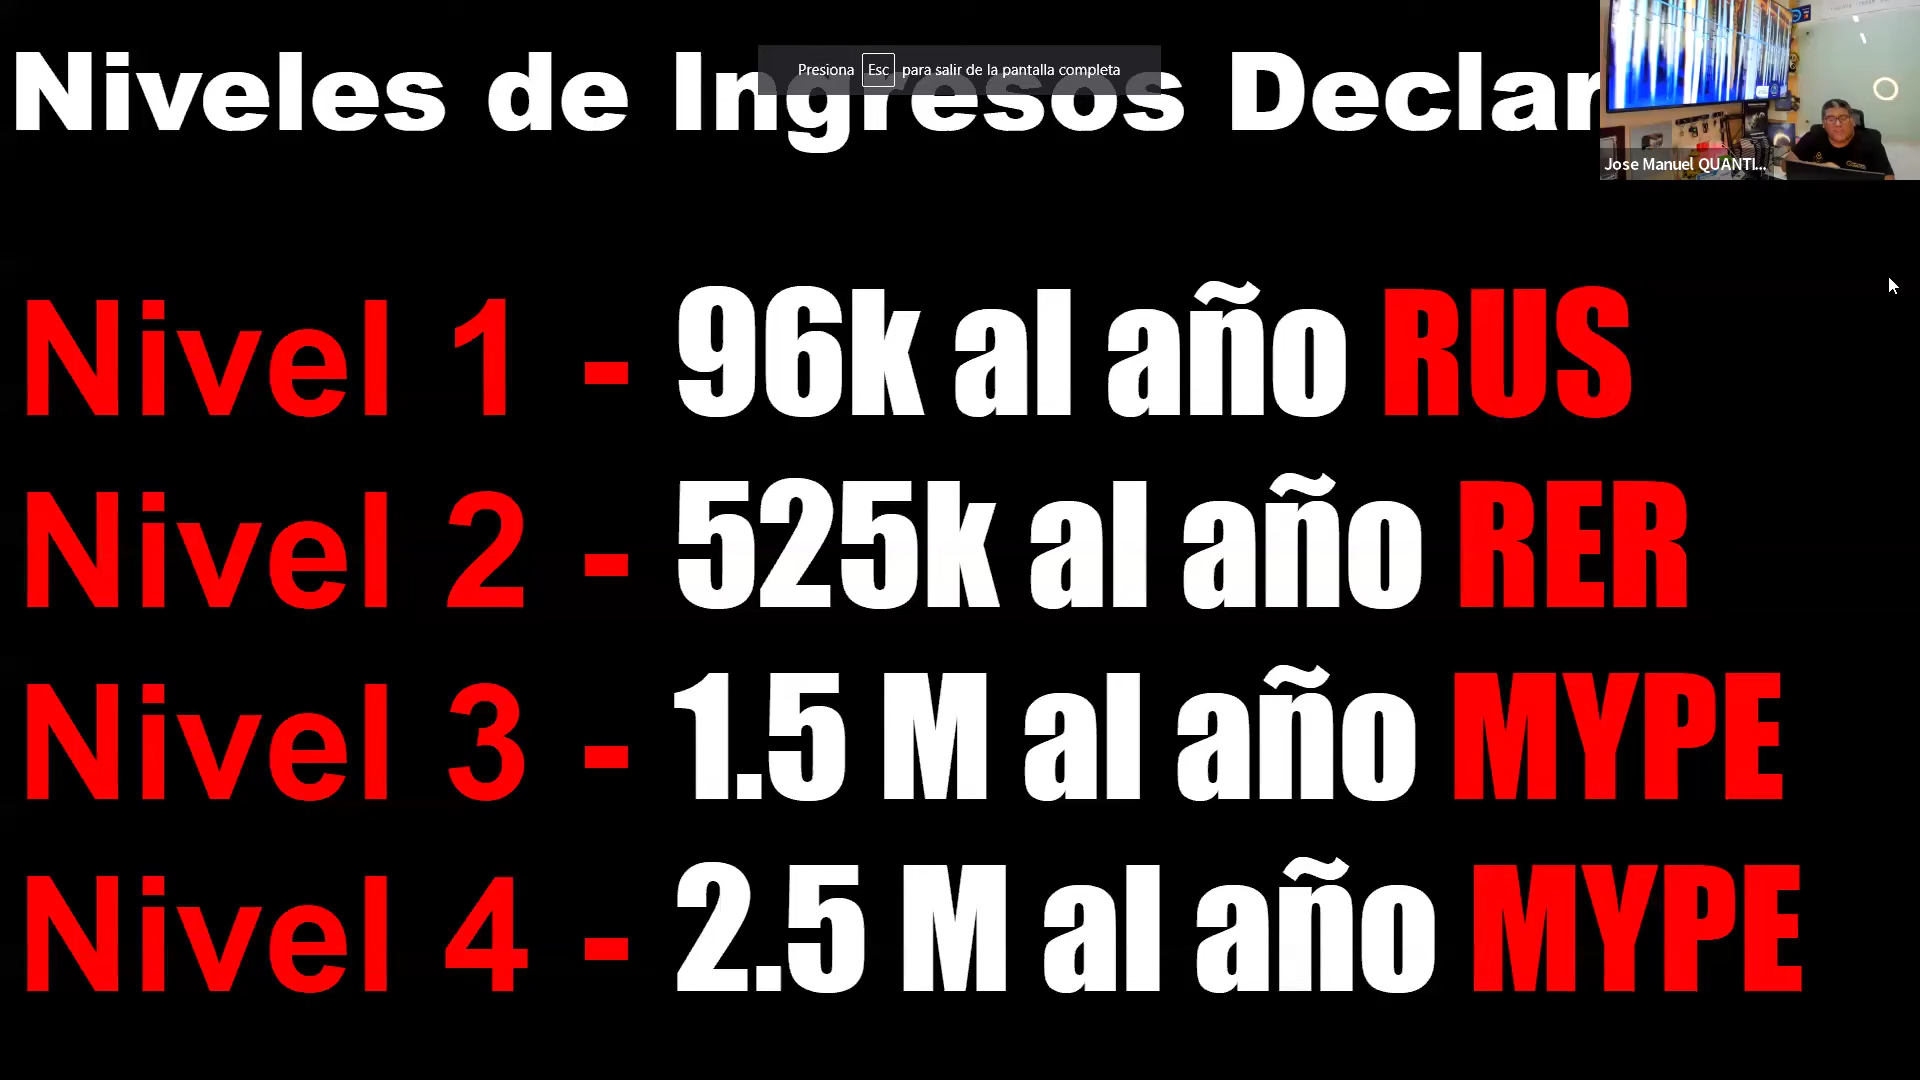 Niveles de Ingresos Declar
Presiona Esc para salir de la pantalla completa
Jose Manuel QUANTI...
Nivel 1 - 96k al año RUS
Nivel 2 - 525k al año RER
Nivel 3 - 1.5 M al año MYPE
Nivel 4 - 2.5 M al año MYPE